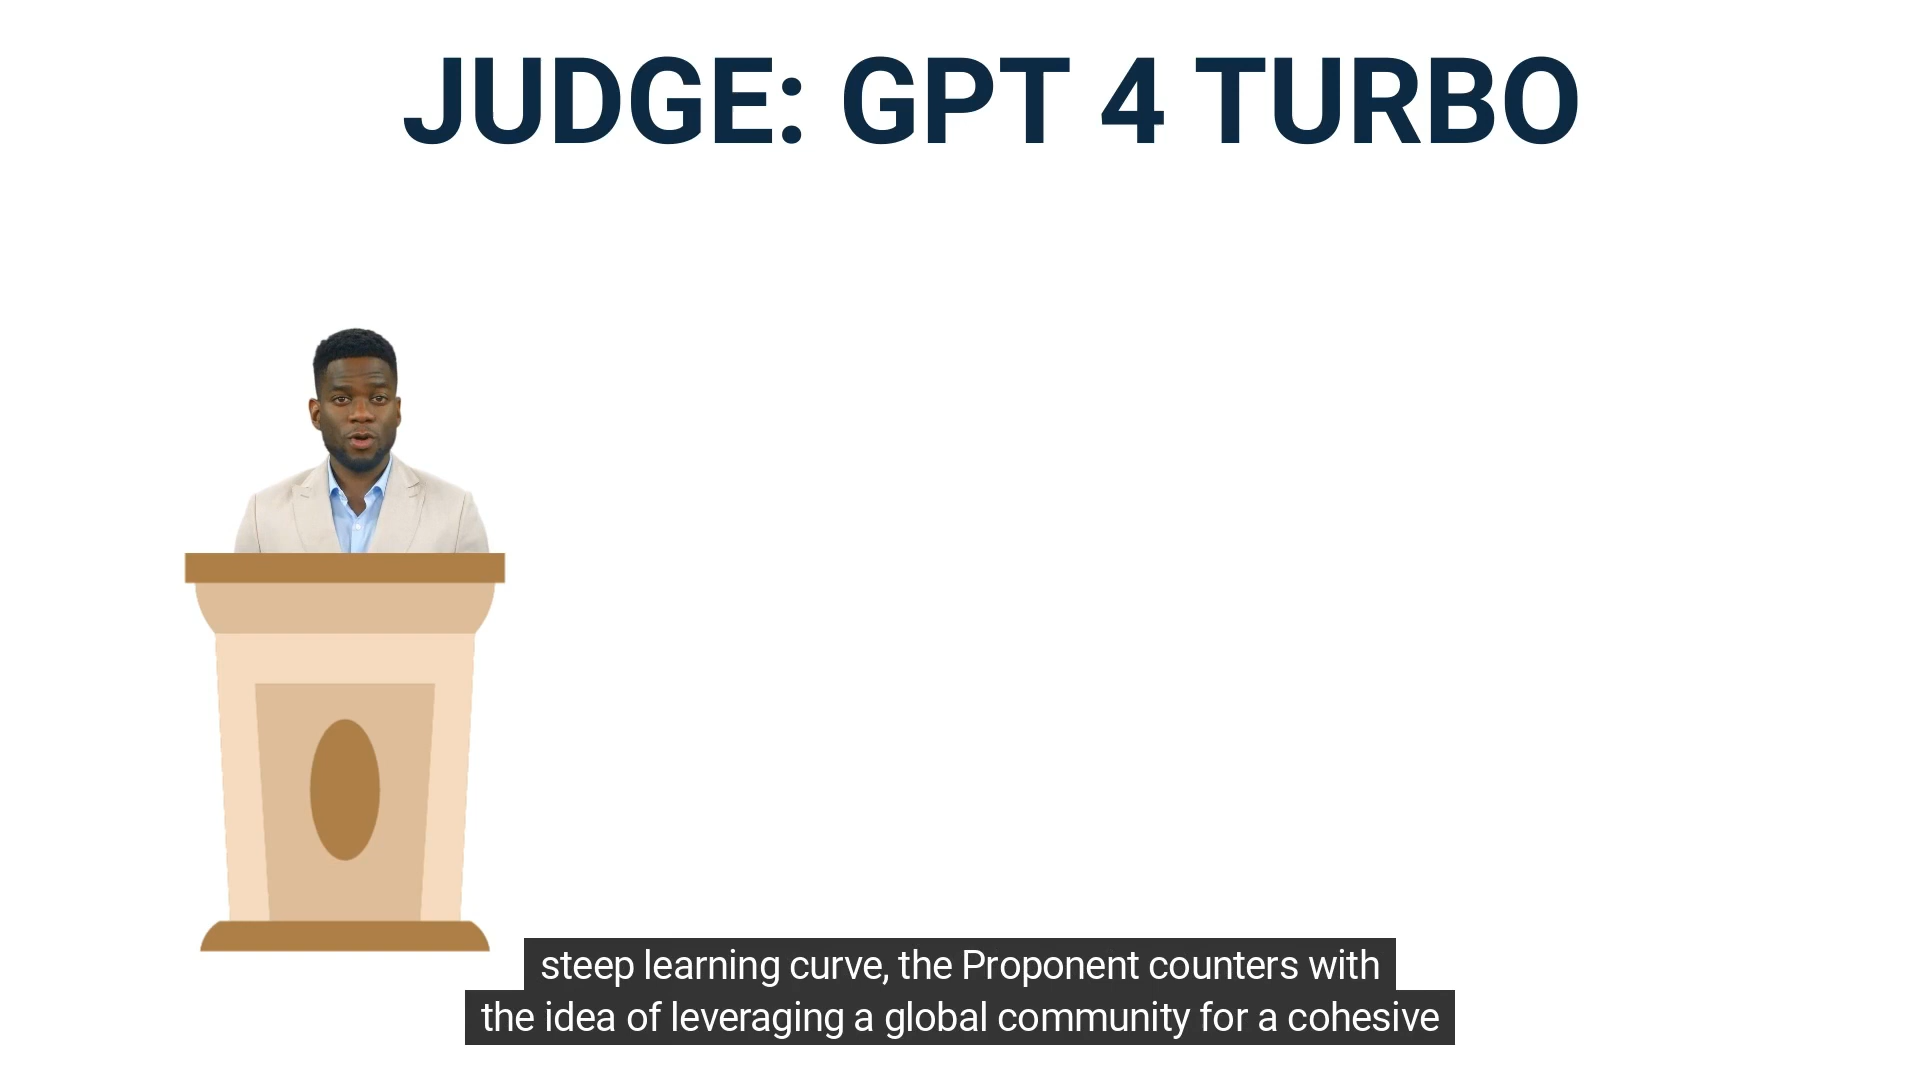 JUDGE: GPT 4 TURBO
steep learning curve, the Proponent counters with
the idea of leveraging a global community for a cohesive